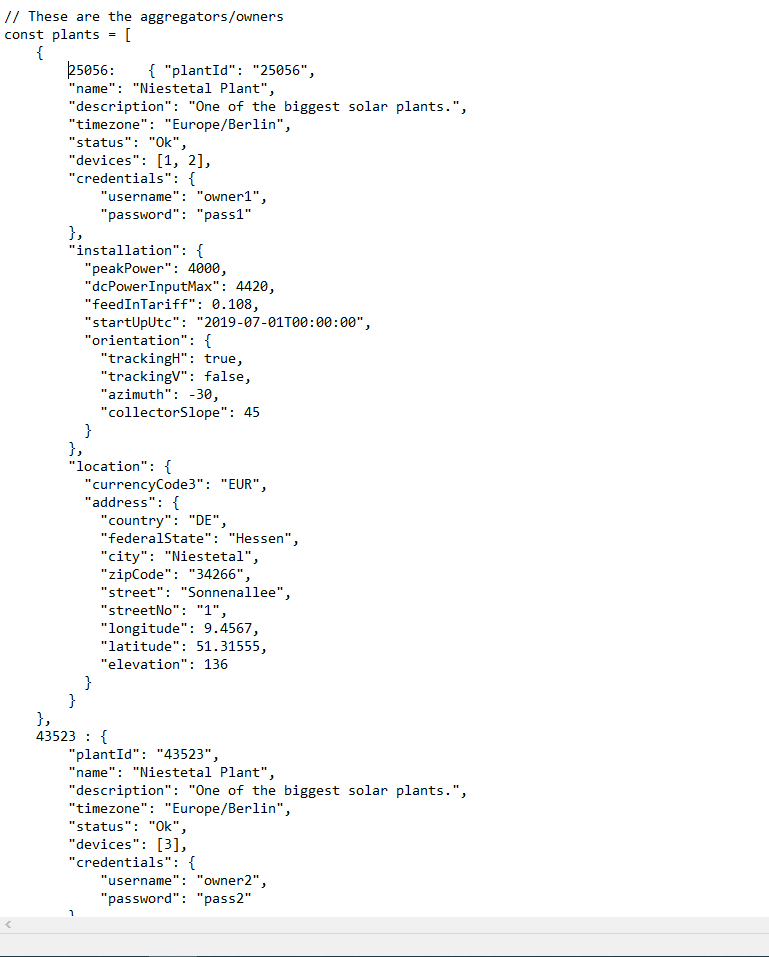 // These are the aggregators/owners
const plants = [
    {
        25056:    { "plantId": "25056",
        "name": "Niestetal Plant",
        "description": "One of the biggest solar plants.",
        "timezone": "Europe/Berlin",
        "status": "Ok",
        "devices": [1, 2],
        "credentials": {
            "username": "owner1",
            "password": "pass1"
        },
        "installation": {
          "peakPower": 4000,
          "dcPowerInputMax": 4420,
          "feedInTariff": 0.108,
          "startUpUtc": "2019-07-01T00:00:00",
          "orientation": {
            "trackingH": true,
            "trackingV": false,
            "azimuth": -30,
            "collectorSlope": 45
          }
        },
        "location": {
          "currencyCode3": "EUR",
          "address": {
            "country": "DE",
            "federalState": "Hessen",
            "city": "Niestetal",
            "zipCode": "34266",
            "street": "Sonnenallee",
            "streetNo": "1",
            "longitude": 9.4567,
            "latitude": 51.31555,
            "elevation": 136
          }
        }
    },
    43523 : {
        "plantId": "43523",
        "name": "Niestetal Plant",
        "description": "One of the biggest solar plants.",
        "timezone": "Europe/Berlin",
        "status": "Ok",
        "devices": [3],
        "credentials": {
            "username": "owner2",
            "password": "pass2"